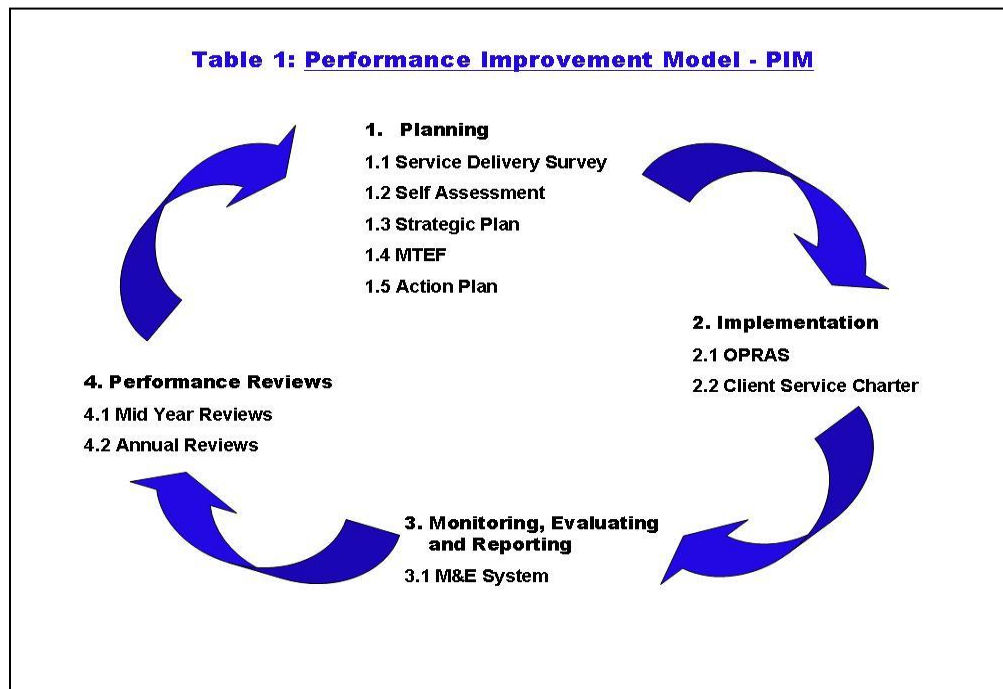 Table 1: Performance Improvement Model - PIM
1. Planning
1.1 Service Delivery Survey
1.2 Self Assessment
1.3 Strategic Plan
1.4 MTEF
1.5 Action Plan
2. Implementation
2.1 OPRAS
2.2 Client Service Charter
3. Monitoring, Evaluating
and Reporting
3.1 M&E System
4. Performance Reviews
4.1 Mid Year Reviews
4.2 Annual Reviews